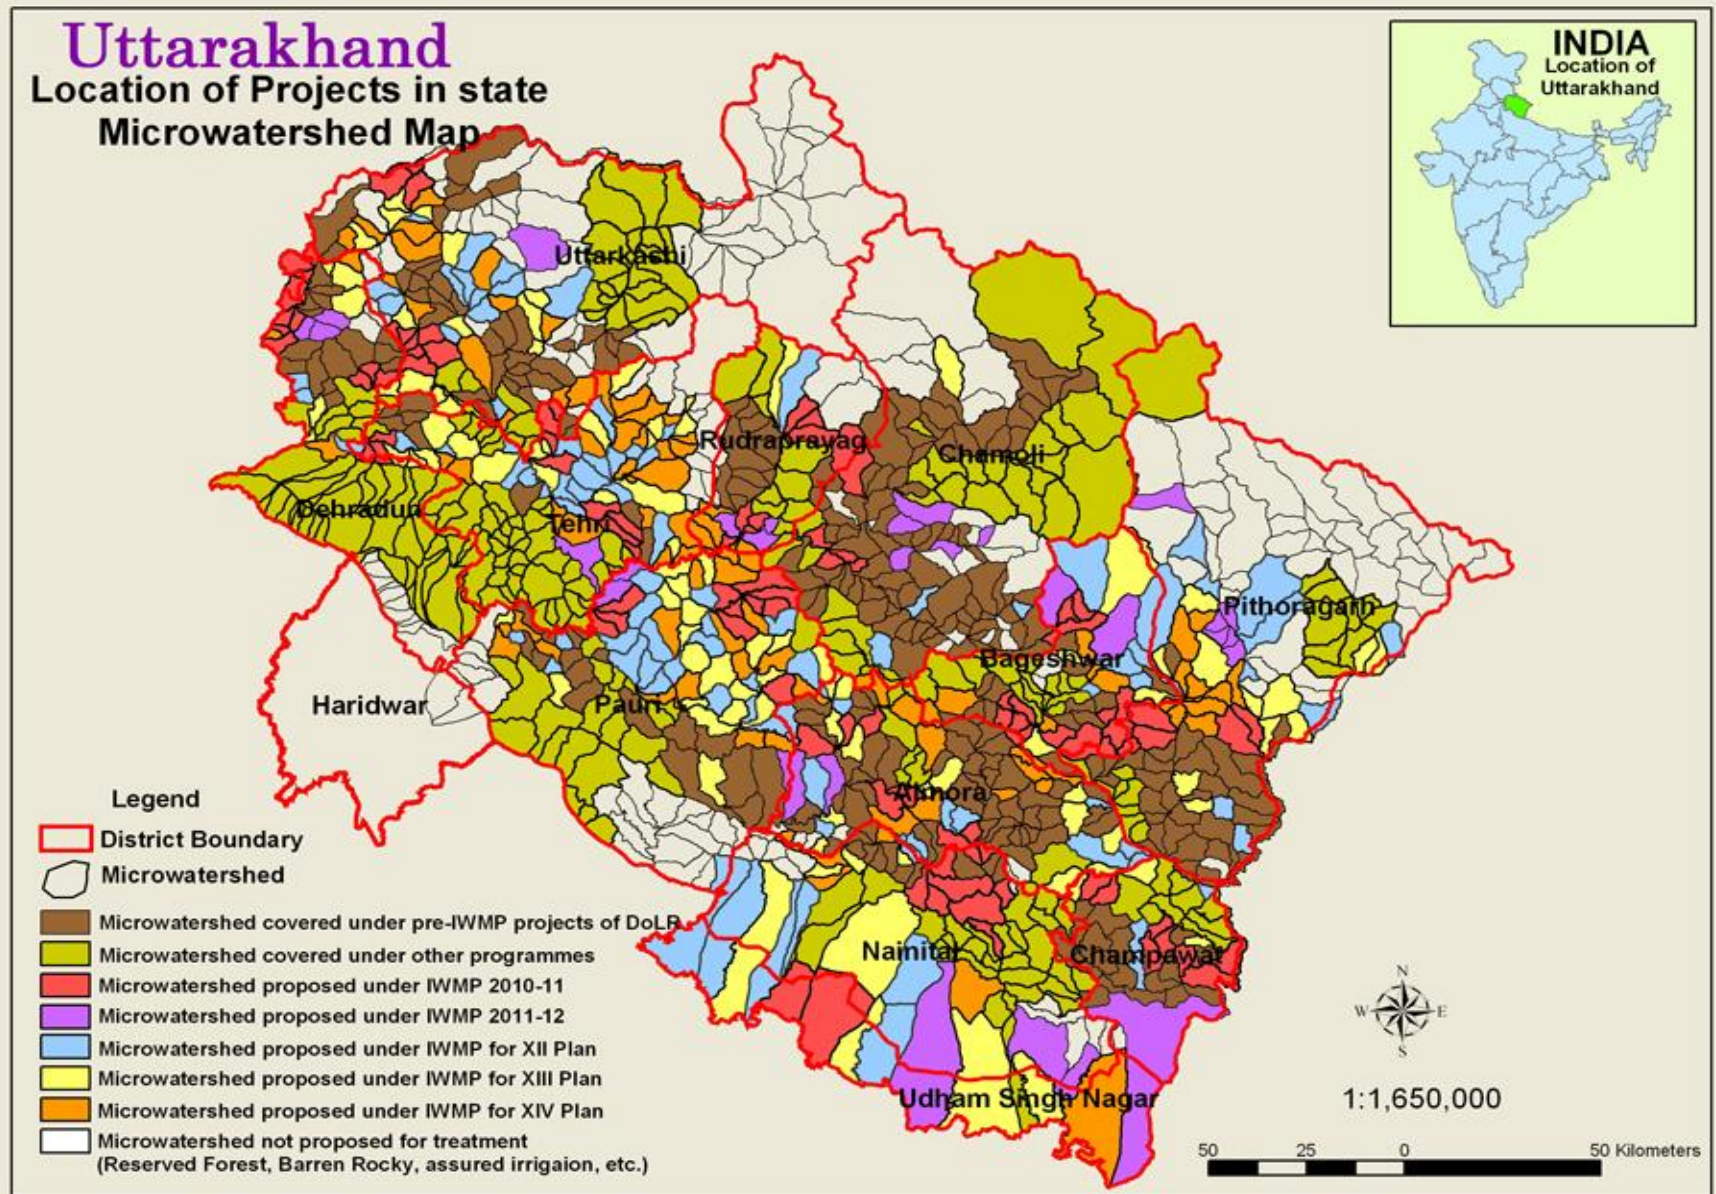 Uttarakhand
Location of Projects in state
Microwatershed Map
INDIA
Location of
Uttarakhand
Uttarkashi
Rudraprayag
Chamoli
Dehradun
Tehri
Pithoragarh
Bageshwar
Haridwar
Pauri
Almora
Nainital
Champawat
Udham Singh Nagar
Legend
District Boundary
Microwatershed
Microwatershed covered under pre-IWMP projects of DoLR
Microwatershed covered under other programmes
Microwatershed proposed under IWMP 2010-11
Microwatershed proposed under IWMP 2011-12
Microwatershed proposed under IWMP for XII Plan
Microwatershed proposed under IWMP for XIII Plan
Microwatershed proposed under IWMP for XIV Plan
Microwatershed not proposed for treatment
(Reserved Forest, Barren Rocky, assured irrigaion, etc.)
N
W E
S
1:1,650,000
50 25 0 50 Kilometers